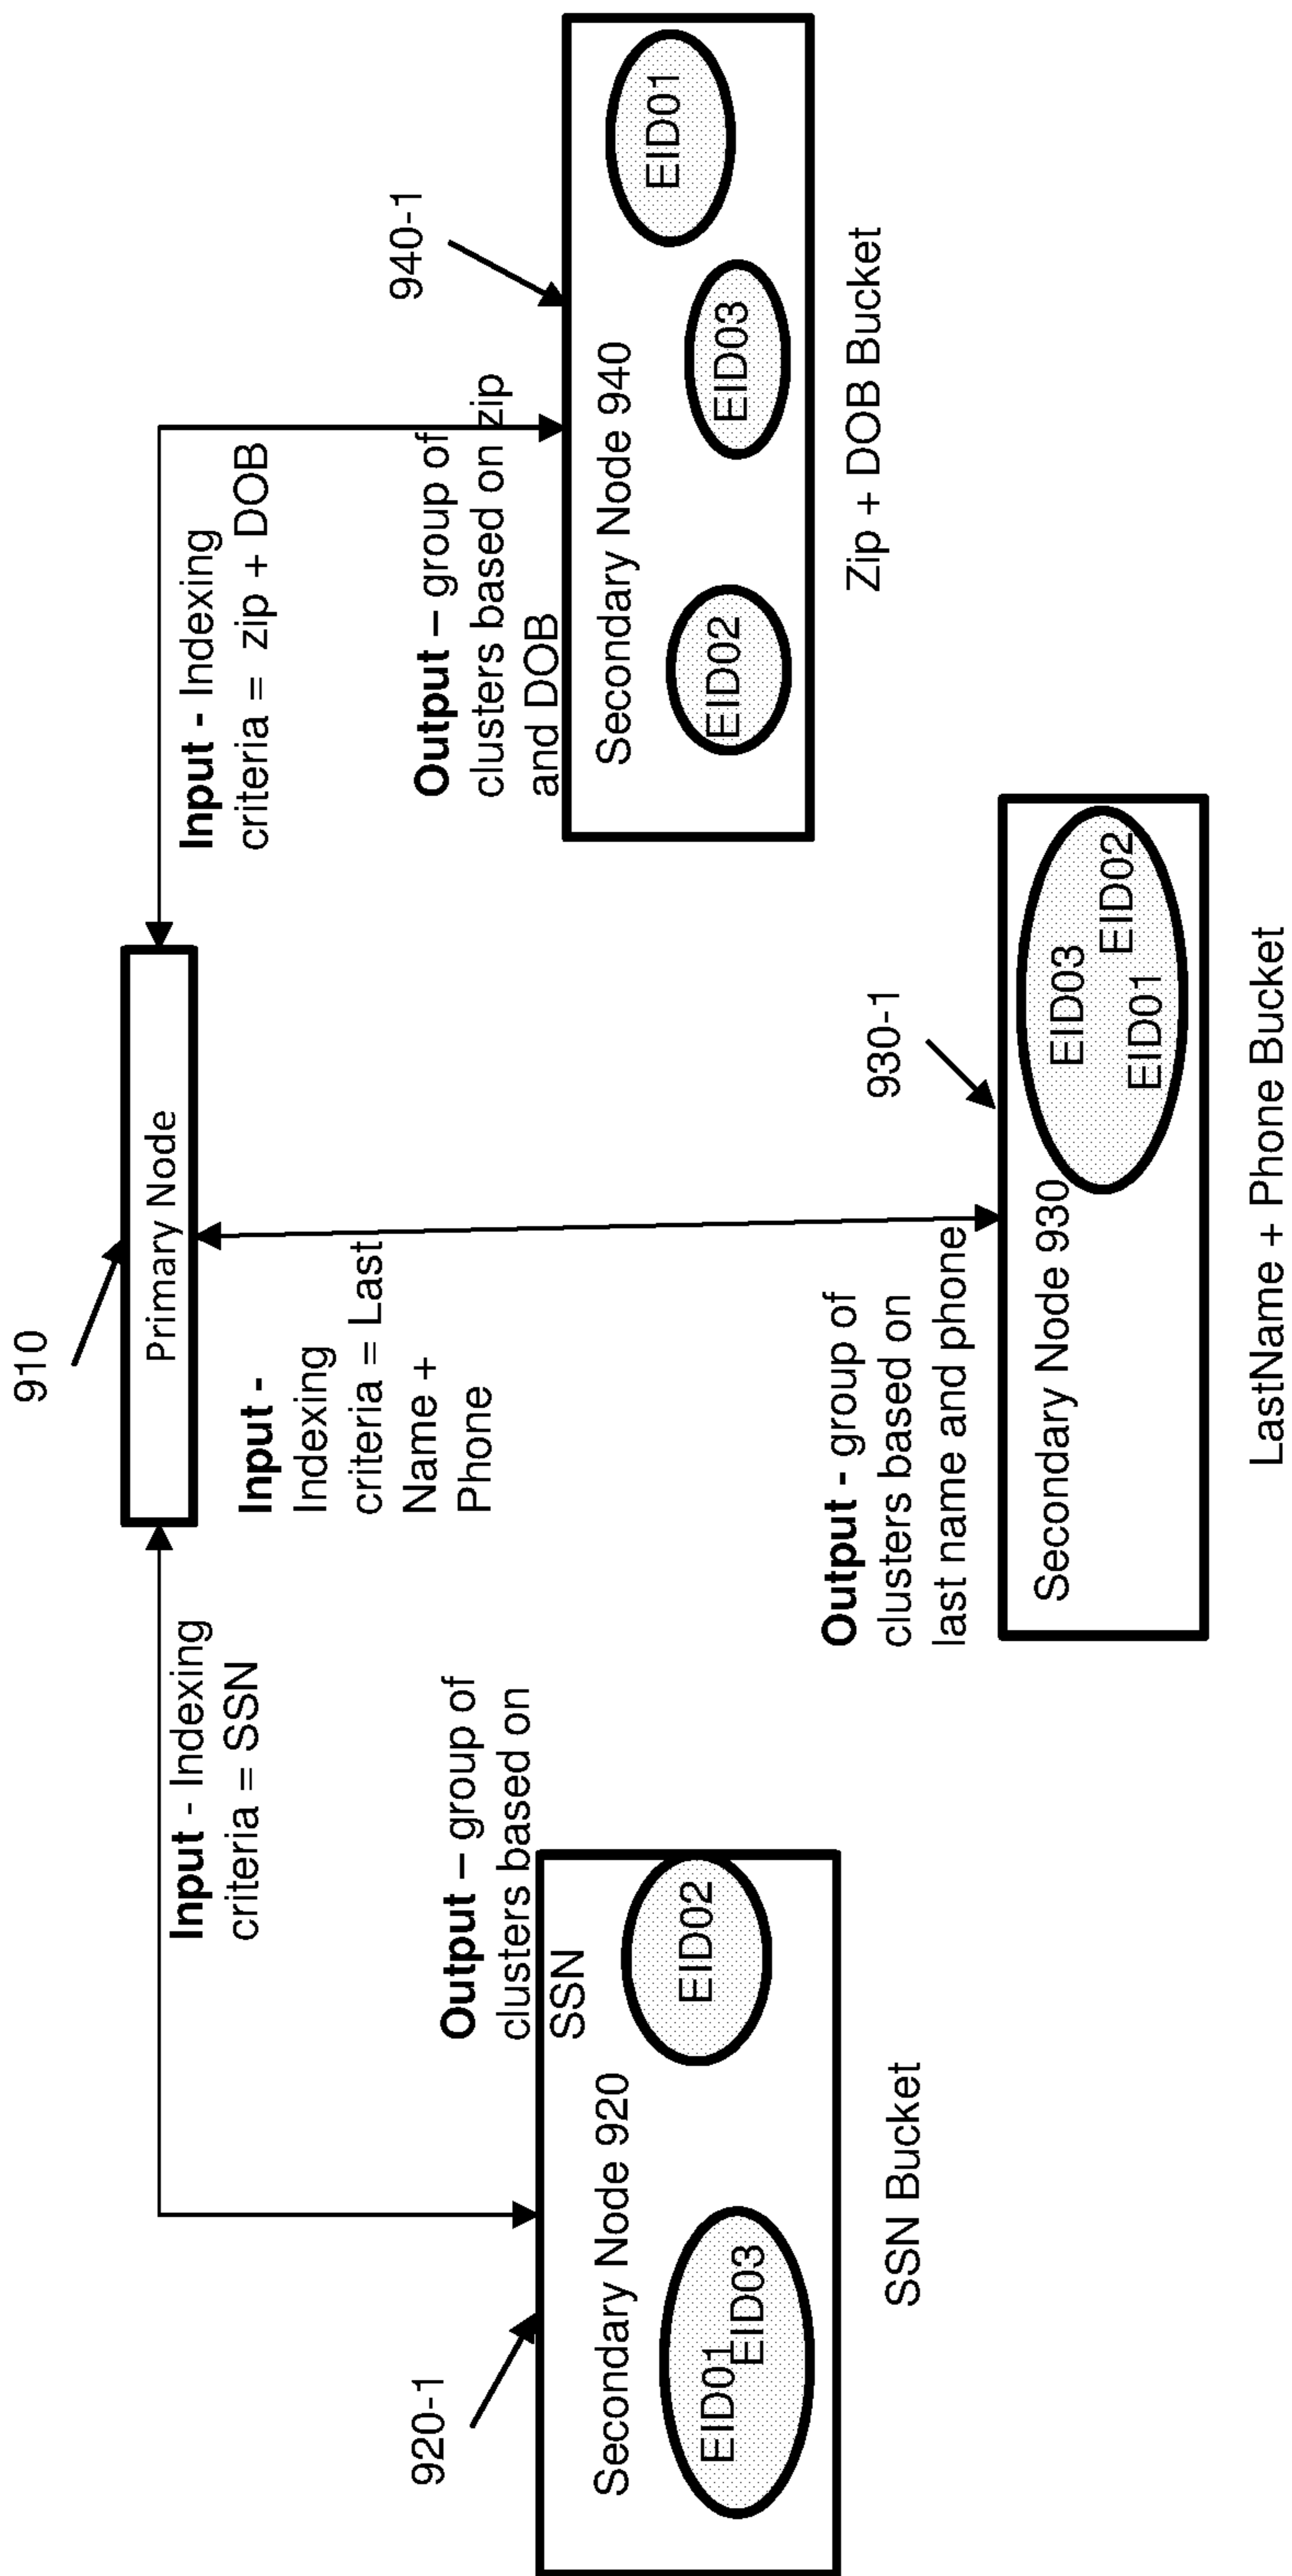 910
Primary Node
Input - Indexing
criteria = SSN
Input -
Indexing
criteria = Last
Name +
Phone
Input - Indexing
criteria = zip + DOB
920-1
Output – group of
clusters based on
SSN
Secondary Node 920
EID01
EID03
EID02
SSN Bucket
930-1
Output - group of
clusters based on
last name and phone
Secondary Node 930
EID03
EID01
EID02
LastName + Phone Bucket
940-1
Output – group of
clusters based on zip
and DOB
Secondary Node 940
EID02
EID03
EID01
Zip + DOB Bucket